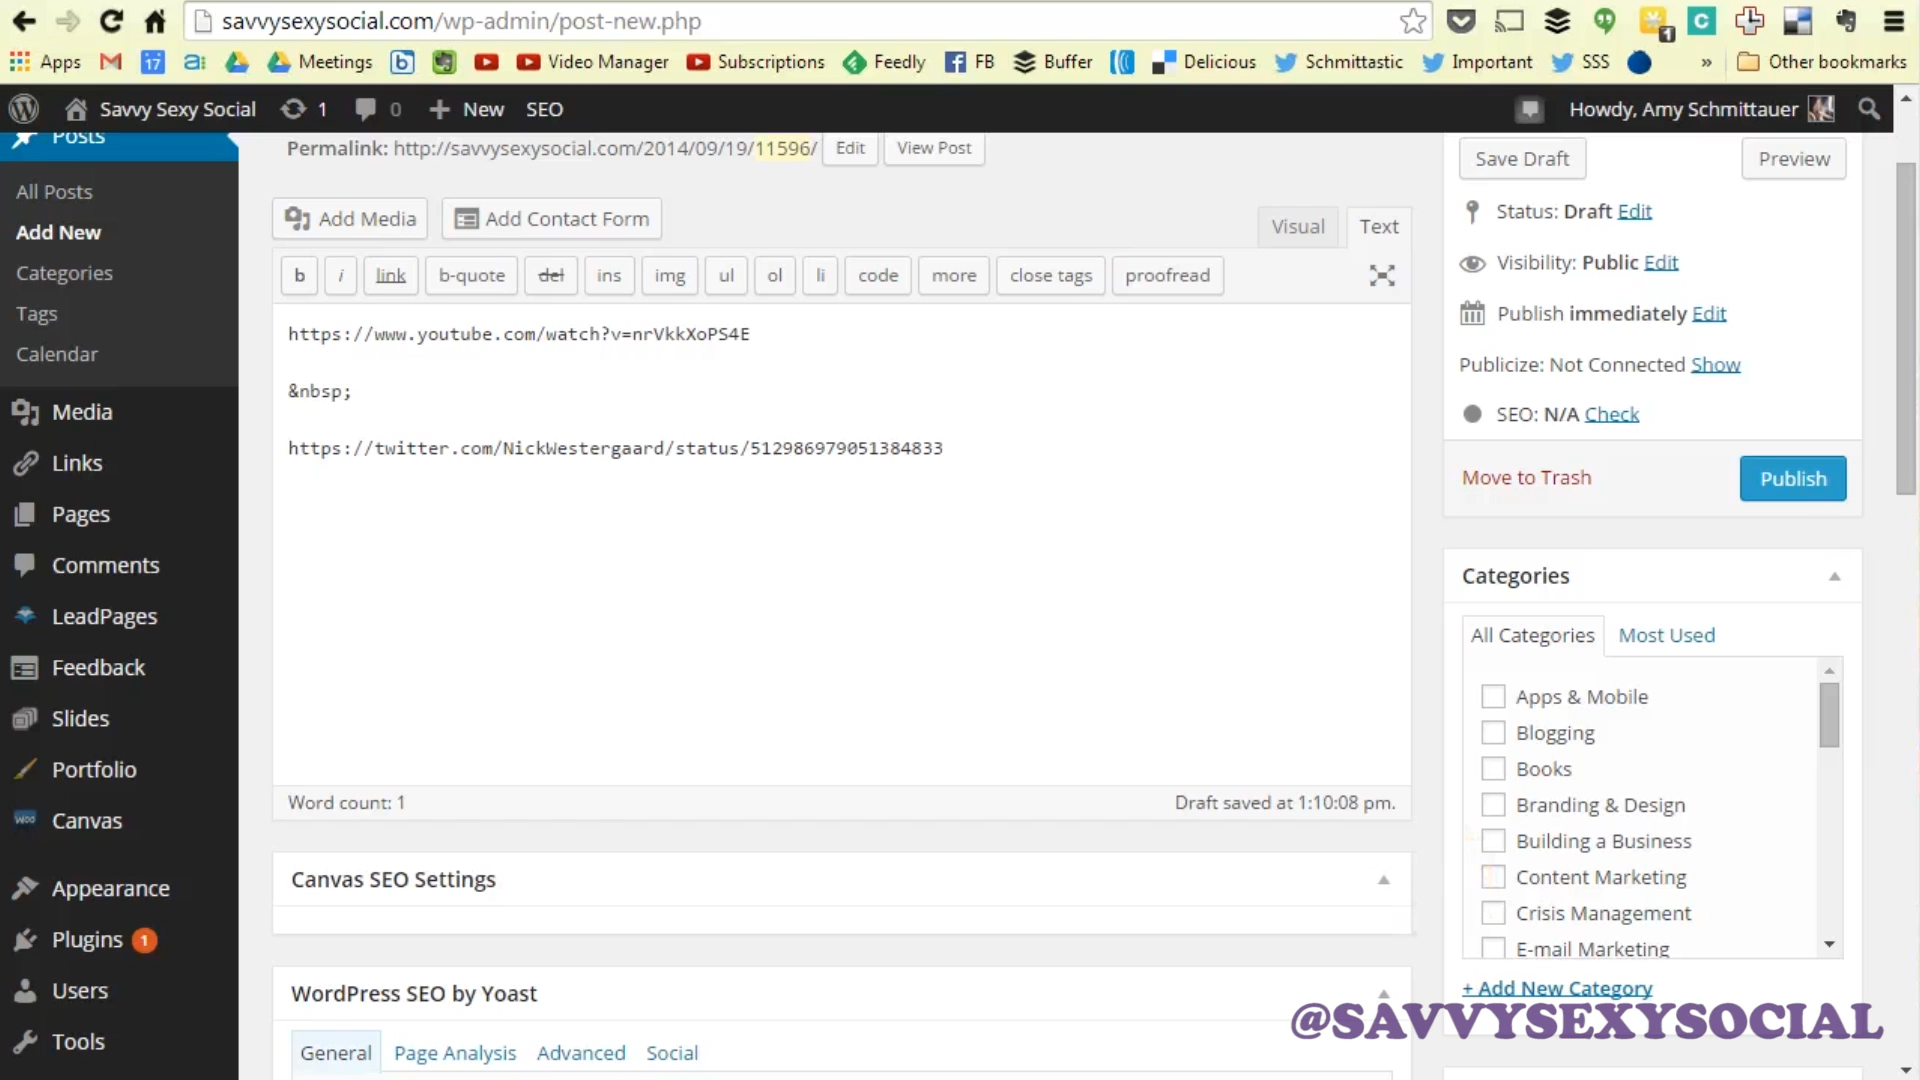 savvysexysocial.com/wp-admin/post-new.php
1
Apps
17
a:
Meetings
b
Video Manager
Subscriptions
Feedly
FB
Buffer
Delicious
Schmittastic
Important
SSS
»
Other bookmarks
Savvy Sexy Social
1
0
+ New
SEO
Howdy, Amy Schmittauer
Posts
All Posts
Add New
Categories
Tags
Calendar
Media
Links
Pages
Comments
LeadPages
Feedback
Slides
Portfolio
Woo
Canvas
Appearance
Plugins 1
Users
Tools
Permalink: http://savvysexysocial.com/2014/09/19/11596/
Edit
View Post
Add Media
Add Contact Form
Visual
Text
b
i
link
b-quote
del
ins
img
ul
ol
li
code
more
close tags
proofread
https://www.youtube.com/watch?v=nrVkkXoPS4E
&nbsp;
https://twitter.com/NickWestergaard/status/512986979051384833
Word count: 1
Draft saved at 1:10:08 pm.
Canvas SEO Settings
WordPress SEO by Yoast
General
Page Analysis
Advanced
Social
Save Draft
Preview
Status: Draft Edit
Visibility: Public Edit
Publish immediately Edit
Publicize: Not Connected Show
SEO: N/A Check
Move to Trash
Publish
Categories
All Categories
Most Used
Apps & Mobile
Blogging
Books
Branding & Design
Building a Business
Content Marketing
Crisis Management
E-mail Marketing
+ Add New Category
@SAVVYSEXYSOCIAL